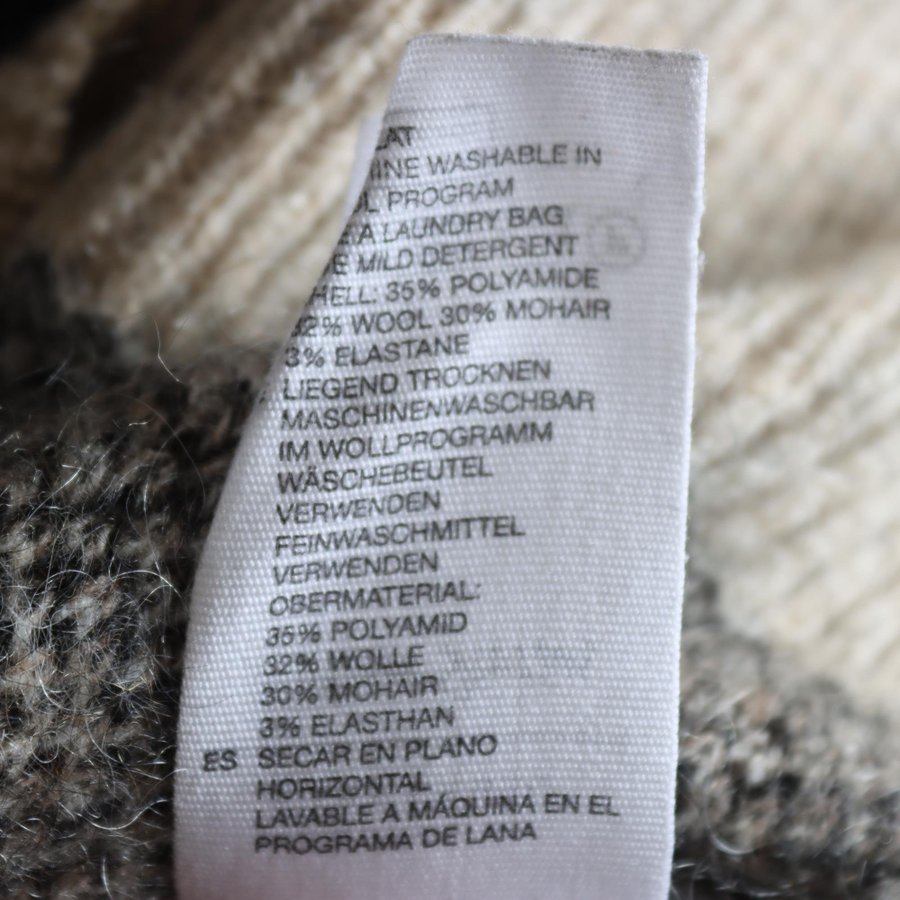 LAT
INE WASHABLE IN
L PROGRAM
A LAUNDRY BAG
E MILD DETERGENT
HELL: 35% POLYAMIDE
32% WOOL 30% MOHAIR
3% ELASTANE
LIEGEND TROCKNEN
MASCHINENWASCHBAR
IM WOLLPROGRAMM
WÄSCHEBEUTEL
VERWENDEN
FEINWASCHMITTEL
VERWENDEN
OBERMATERIAL:
35% POLYAMID
32% WOLLE
30% MOHAIR
3% ELASTHAN
ES SECAR EN PLANO
HORIZONTAL
LAVABLE A MÁQUINA EN EL
PROGRAMA DE LANA